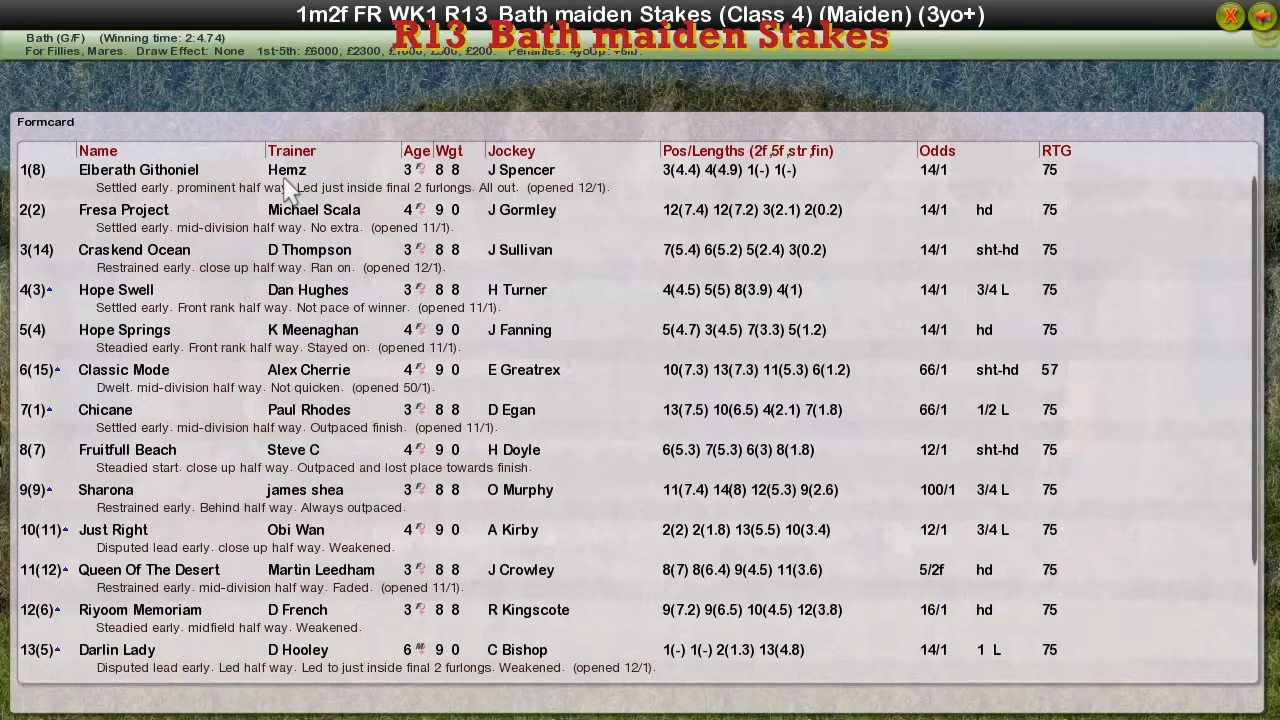 1m2f FR WK1 R13 Bath maiden Stakes (Class 4) (Maiden) (3yo+)
R13 Bath maiden Stakes
Bath (G/F) (Winning time: 2:4.74)
For Fillies, Mares. Draw Effect: None 1st-5th: £6000, £2300, £1000, £500, £200. Penalties: 4yoUp: +6lb.
Formcard
Name Trainer Age Wgt Jockey Pos/Lengths (2f,5f,str,fin) Odds RTG
1(8) Elberath Githoniel Hemz 3 8 8 J Spencer 3(4.4) 4(4.9) 1(-) 1(-) 14/1 75
Settled early. prominent half way. Led just inside final 2 furlongs. All out. (opened 12/1).
2(2) Fresa Project Michael Scala 4 9 0 J Gormley 12(7.4) 12(7.2) 3(2.1) 2(0.2) 14/1 hd 75
Settled early. mid-division half way. No extra. (opened 11/1).
3(14) Craskend Ocean D Thompson 3 8 8 J Sullivan 7(5.4) 6(5.2) 5(2.4) 3(0.2) 14/1 sht-hd 75
Restrained early. close up half way. Ran on. (opened 12/1).
4(3) Hope Swell Dan Hughes 3 8 8 H Turner 4(4.5) 5(5) 8(3.9) 4(1) 14/1 3/4 L 75
Settled early. Front rank half way. Not pace of winner. (opened 11/1).
5(4) Hope Springs K Meenaghan 4 9 0 J Fanning 5(4.7) 3(4.5) 7(3.3) 5(1.2) 14/1 hd 75
Steadied early. Front rank half way. Stayed on. (opened 11/1).
6(15) Classic Mode Alex Cherrie 4 9 0 E Greatrex 10(7.3) 13(7.3) 11(5.3) 6(1.2) 66/1 sht-hd 57
Dwelt. mid-division half way. Not quicken. (opened 50/1).
7(1) Chicane Paul Rhodes 3 8 8 D Egan 13(7.5) 10(6.5) 4(2.1) 7(1.8) 66/1 1/2 L 75
Settled early. mid-division half way. Outpaced finish. (opened 11/1).
8(7) Fruitfull Beach Steve C 4 9 0 H Doyle 6(5.3) 7(5.3) 6(3) 8(1.8) 12/1 sht-hd 75
Steadied start. close up half way. Outpaced and lost place towards finish.
9(9) Sharona james shea 3 8 8 O Murphy 11(7.4) 14(8) 12(5.3) 9(2.6) 100/1 3/4 L 75
Restrained early. Behind half way. Always outpaced.
10(11) Just Right Obi Wan 4 9 0 A Kirby 2(2) 2(1.8) 13(5.5) 10(3.4) 12/1 3/4 L 75
Disputed lead early. close up half way. Weakened.
11(12) Queen Of The Desert Martin Leedham 3 8 8 J Crowley 8(7) 8(6.4) 9(4.5) 11(3.6) 5/2f hd 75
Restrained early. mid-division half way. Faded. (opened 11/1).
12(6) Riyoom Memoriam D French 3 8 8 R Kingscote 9(7.2) 9(6.5) 10(4.5) 12(3.8) 16/1 hd 75
Steadied early. midfield half way. Weakened.
13(5) Darlin Lady D Hooley 6 9 0 C Bishop 1(-) 1(-) 2(1.3) 13(4.8) 14/1 1 L 75
Disputed lead early. Led half way. Led to just inside final 2 furlongs. Weakened. (opened 12/1).